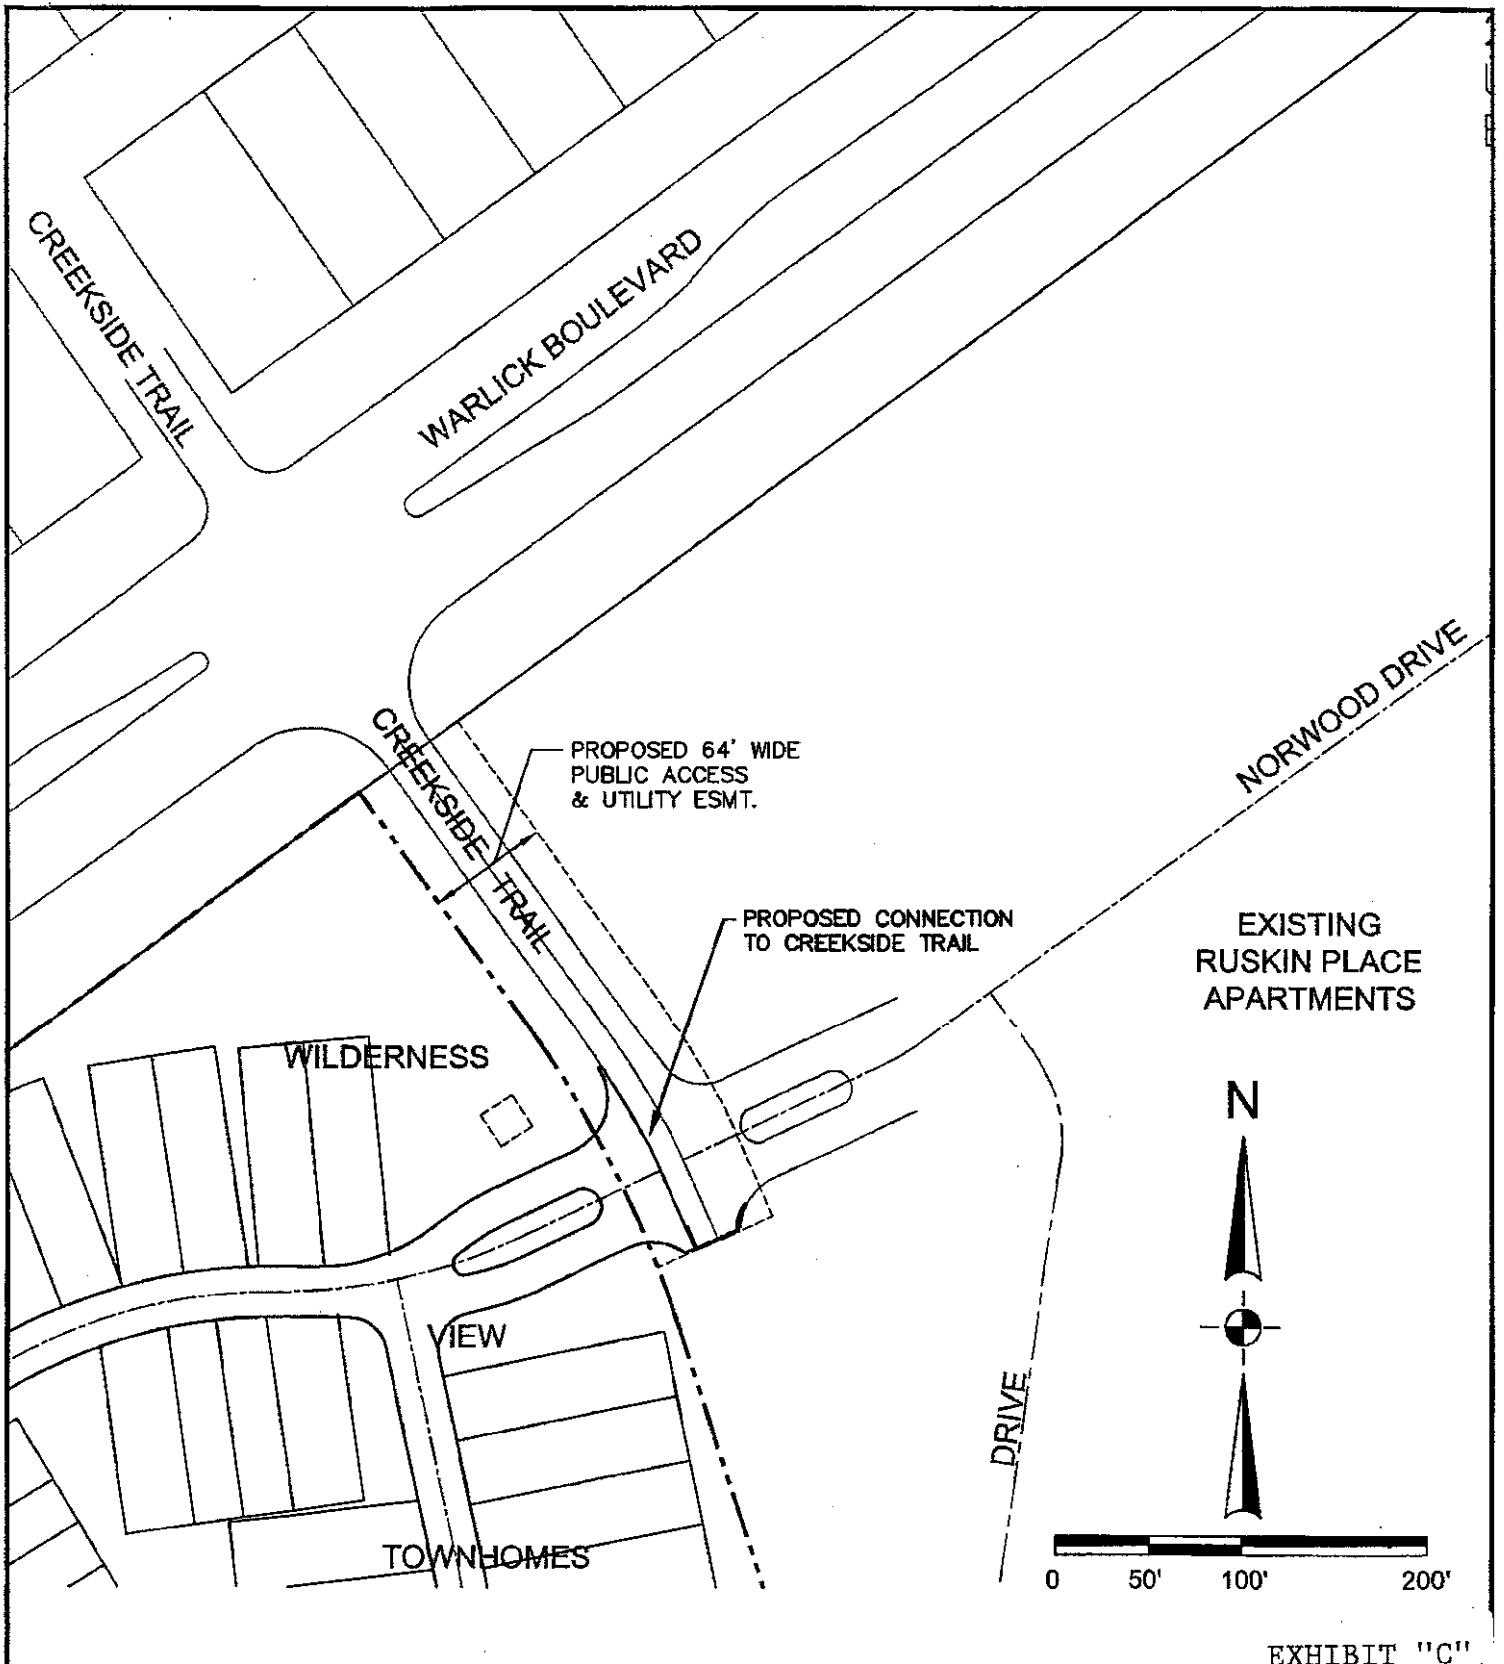 CREEKSIDE TRAIL
WARLICK BOULEVARD
NORWOOD DRIVE
CREEKSIDE TRAIL
PROPOSED 64' WIDE
PUBLIC ACCESS
& UTILITY ESMT.
PROPOSED CONNECTION
TO CREEKSIDE TRAIL
EXISTING
RUSKIN PLACE
APARTMENTS
WILDERNESS
N
VIEW
DRIVE
TOWNHOMES
0 50' 100' 200'
EXHIBIT "C"